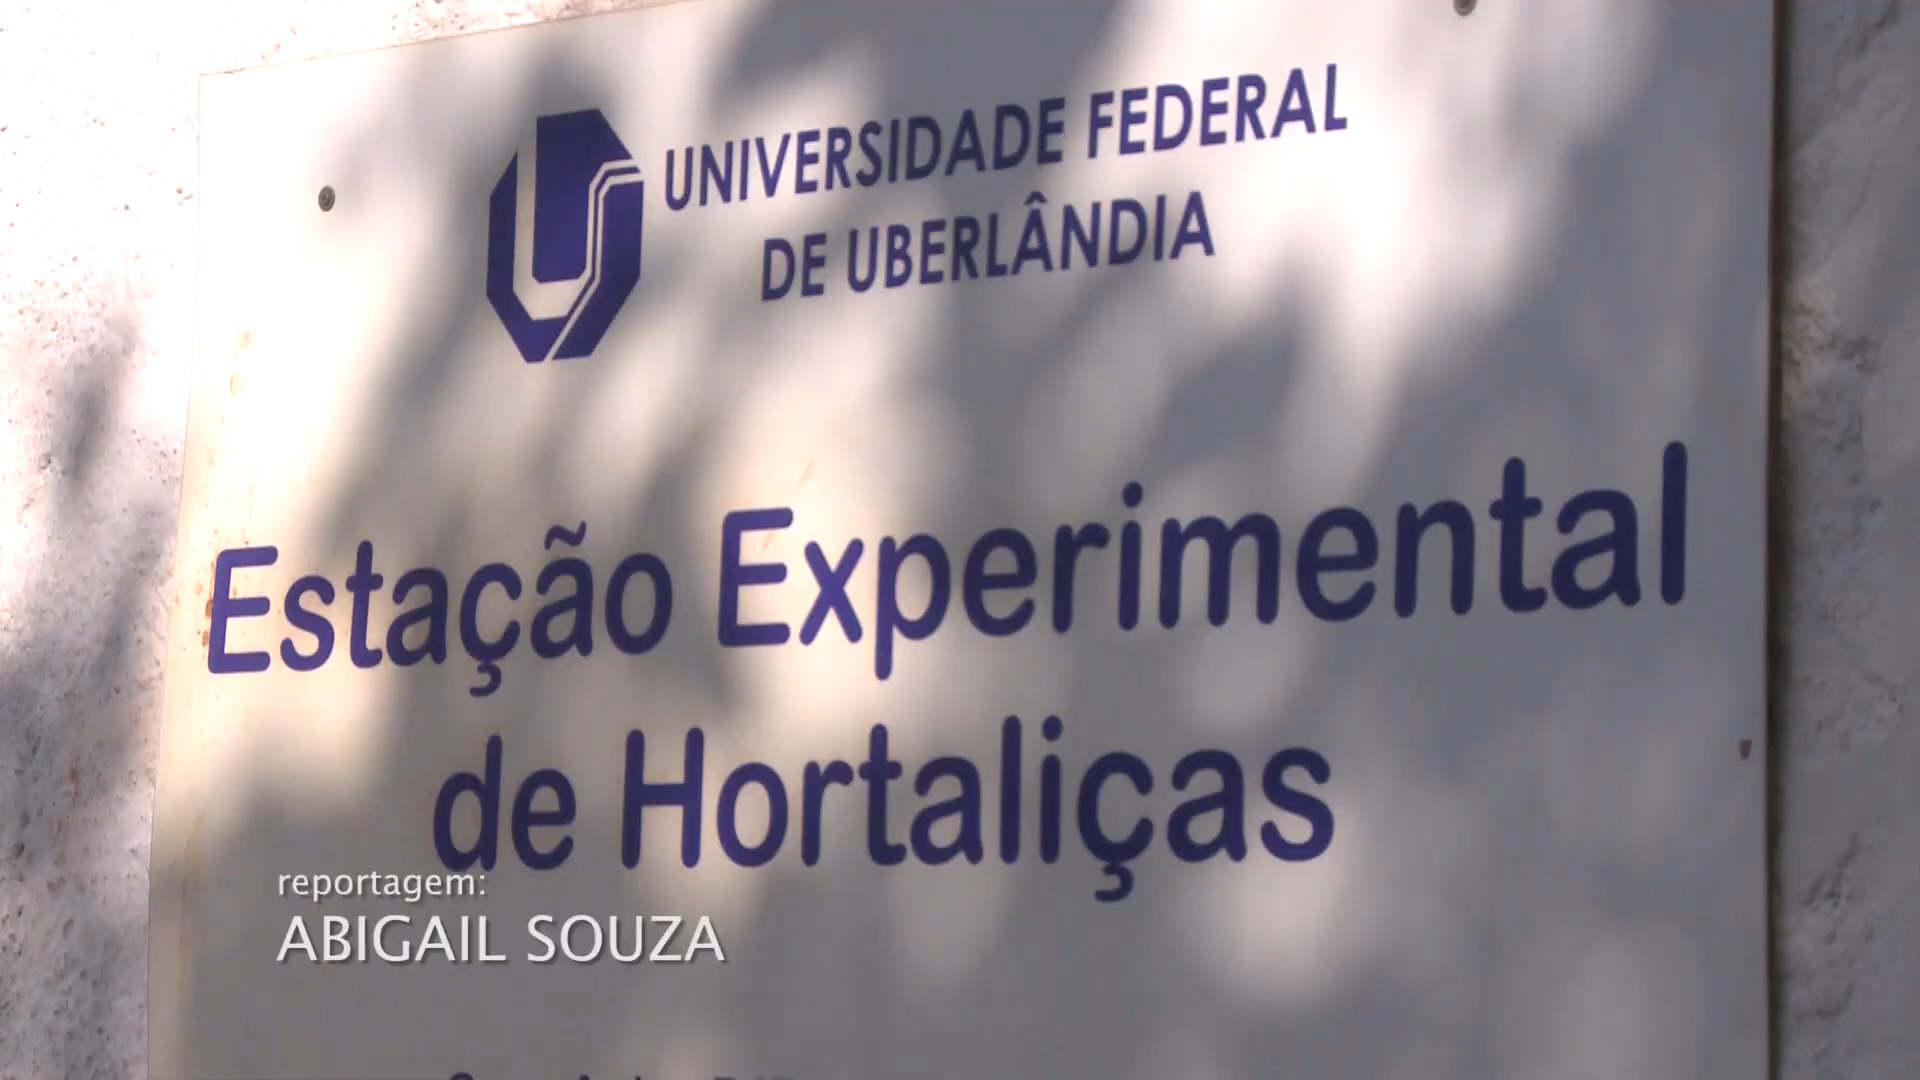 UNIVERSIDADE FEDERAL
DE UBERLÂNDIA
Estação Experimental
de Hortaliças
reportagem:
ABIGAIL SOUZA